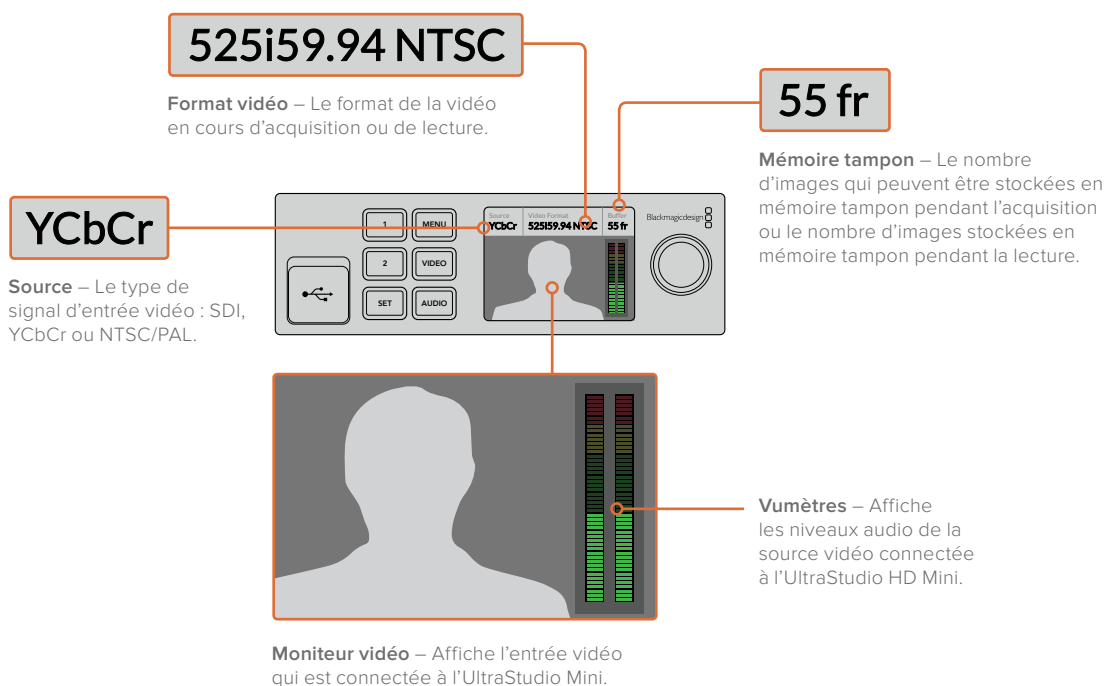 525i59.94 NTSC
Format vidéo – Le format de la vidéo
en cours d’acquisition ou de lecture.
55 fr
Mémoire tampon – Le nombre
d’images qui peuvent être stockées en
mémoire tampon pendant l’acquisition
ou le nombre d’images stockées en
mémoire tampon pendant la lecture.
YCbCr
Source – Le type de
signal d’entrée vidéo : SDI,
YCbCr ou NTSC/PAL.
1 MENU
2 VIDEO
SET AUDIO
Source Video Format Buffer
YCbCr 525I59.94 NTSC 55 fr
Blackmagicdesign
Vumètres – Affiche
les niveaux audio de la
source vidéo connectée
à l’UltraStudio HD Mini.
Moniteur vidéo – Affiche l’entrée vidéo
qui est connectée à l’UltraStudio Mini.